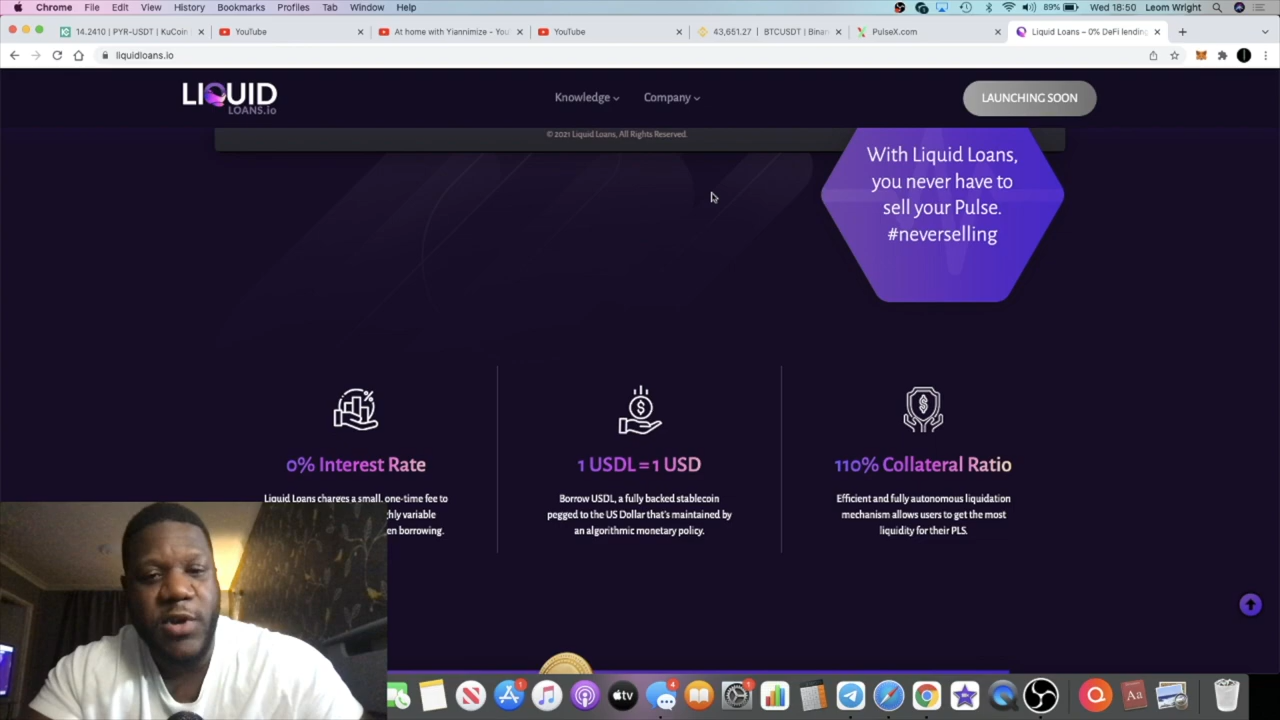 Chrome File Edit View History Bookmarks Profiles Tab Window Help 89% Wed 18:50 Leom Wright
14.2410 | PYR-USDT | KuCoin
YouTube
At home with Yiannimize - You
YouTube
43,651.27 | BTCUSDT | Binan
PulseX.com
Liquid Loans – 0% DeFi lending
liquidloans.io
LIQUID
LOANS.io
Knowledge
Company
LAUNCHING SOON
© 2021 Liquid Loans, All Rights Reserved.
With Liquid Loans,
you never have to
sell your Pulse.
#neverselling
0% Interest Rate
Liquid Loans charges a small, one-time fee to
hly variable
en borrowing.
1 USDL = 1 USD
Borrow USDL, a fully backed stablecoin
pegged to the US Dollar that's maintained by
an algorithmic monetary policy.
110% Collateral Ratio
Efficient and fully autonomous liquidation
mechanism allows users to get the most
liquidity for their PLS.
1
tv
4
1
Aa